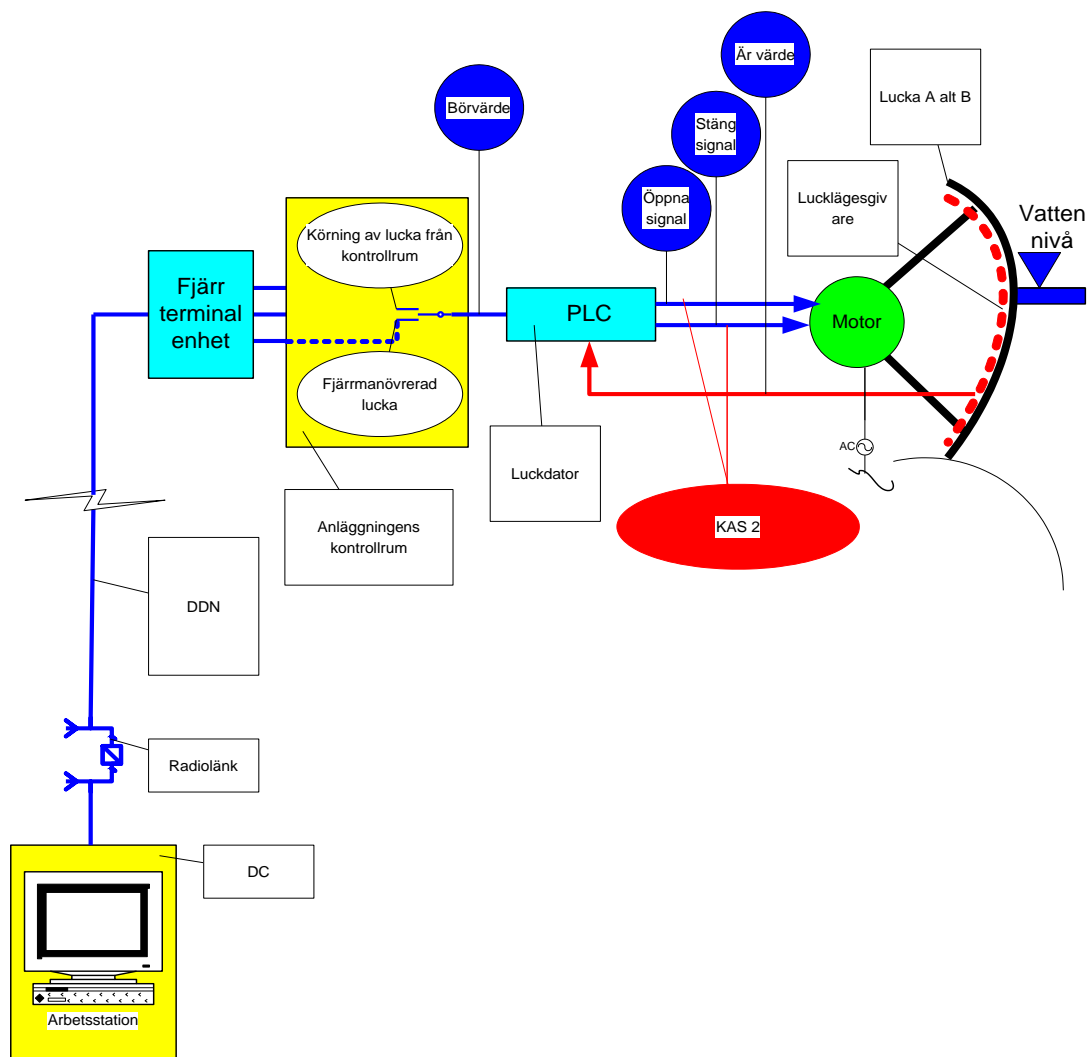 Är värde
Lucka A alt B
Börvärde
Stäng
signal
Öppna
signal
Lucklägesgiv
are
Vatten
nivå
Körning av lucka från
kontrollrum
Fjärr
terminal
enhet
PLC
Motor
Fjärrmanövrerad
lucka
AC
Luckdator
Anläggningens
kontrollrum
KAS 2
DDN
Radiolänk
DC
Arbetsstation